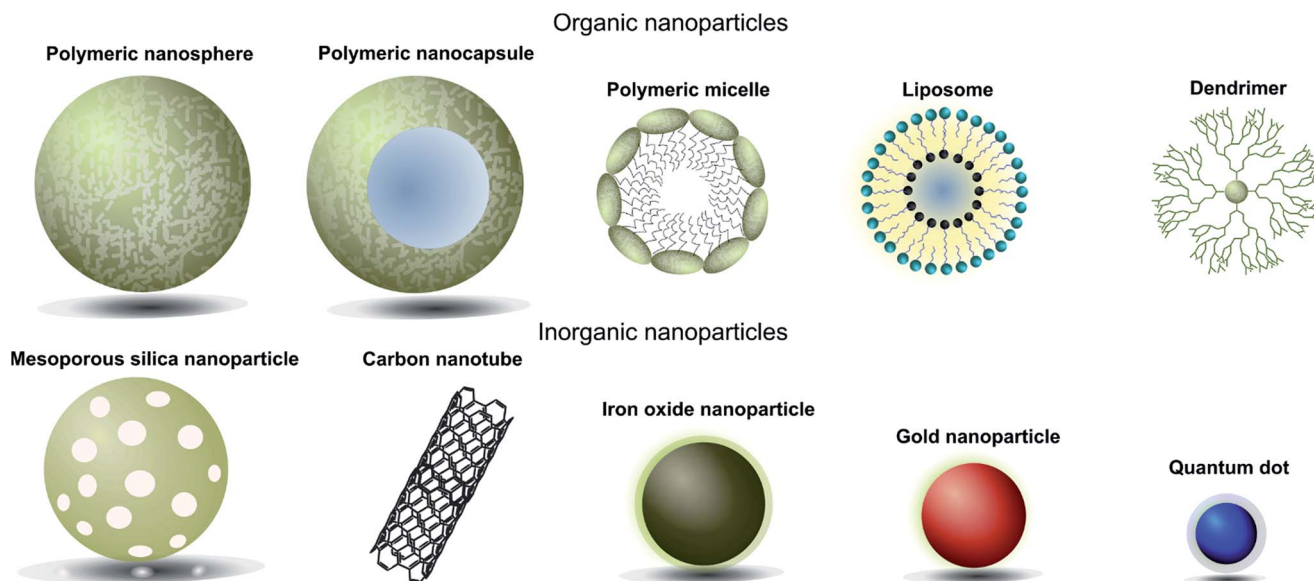 Organic nanoparticles
Polymeric nanosphere
Polymeric nanocapsule
Polymeric micelle
Liposome
Dendrimer
Inorganic nanoparticles
Mesoporous silica nanoparticle
Carbon nanotube
Iron oxide nanoparticle
Gold nanoparticle
Quantum dot